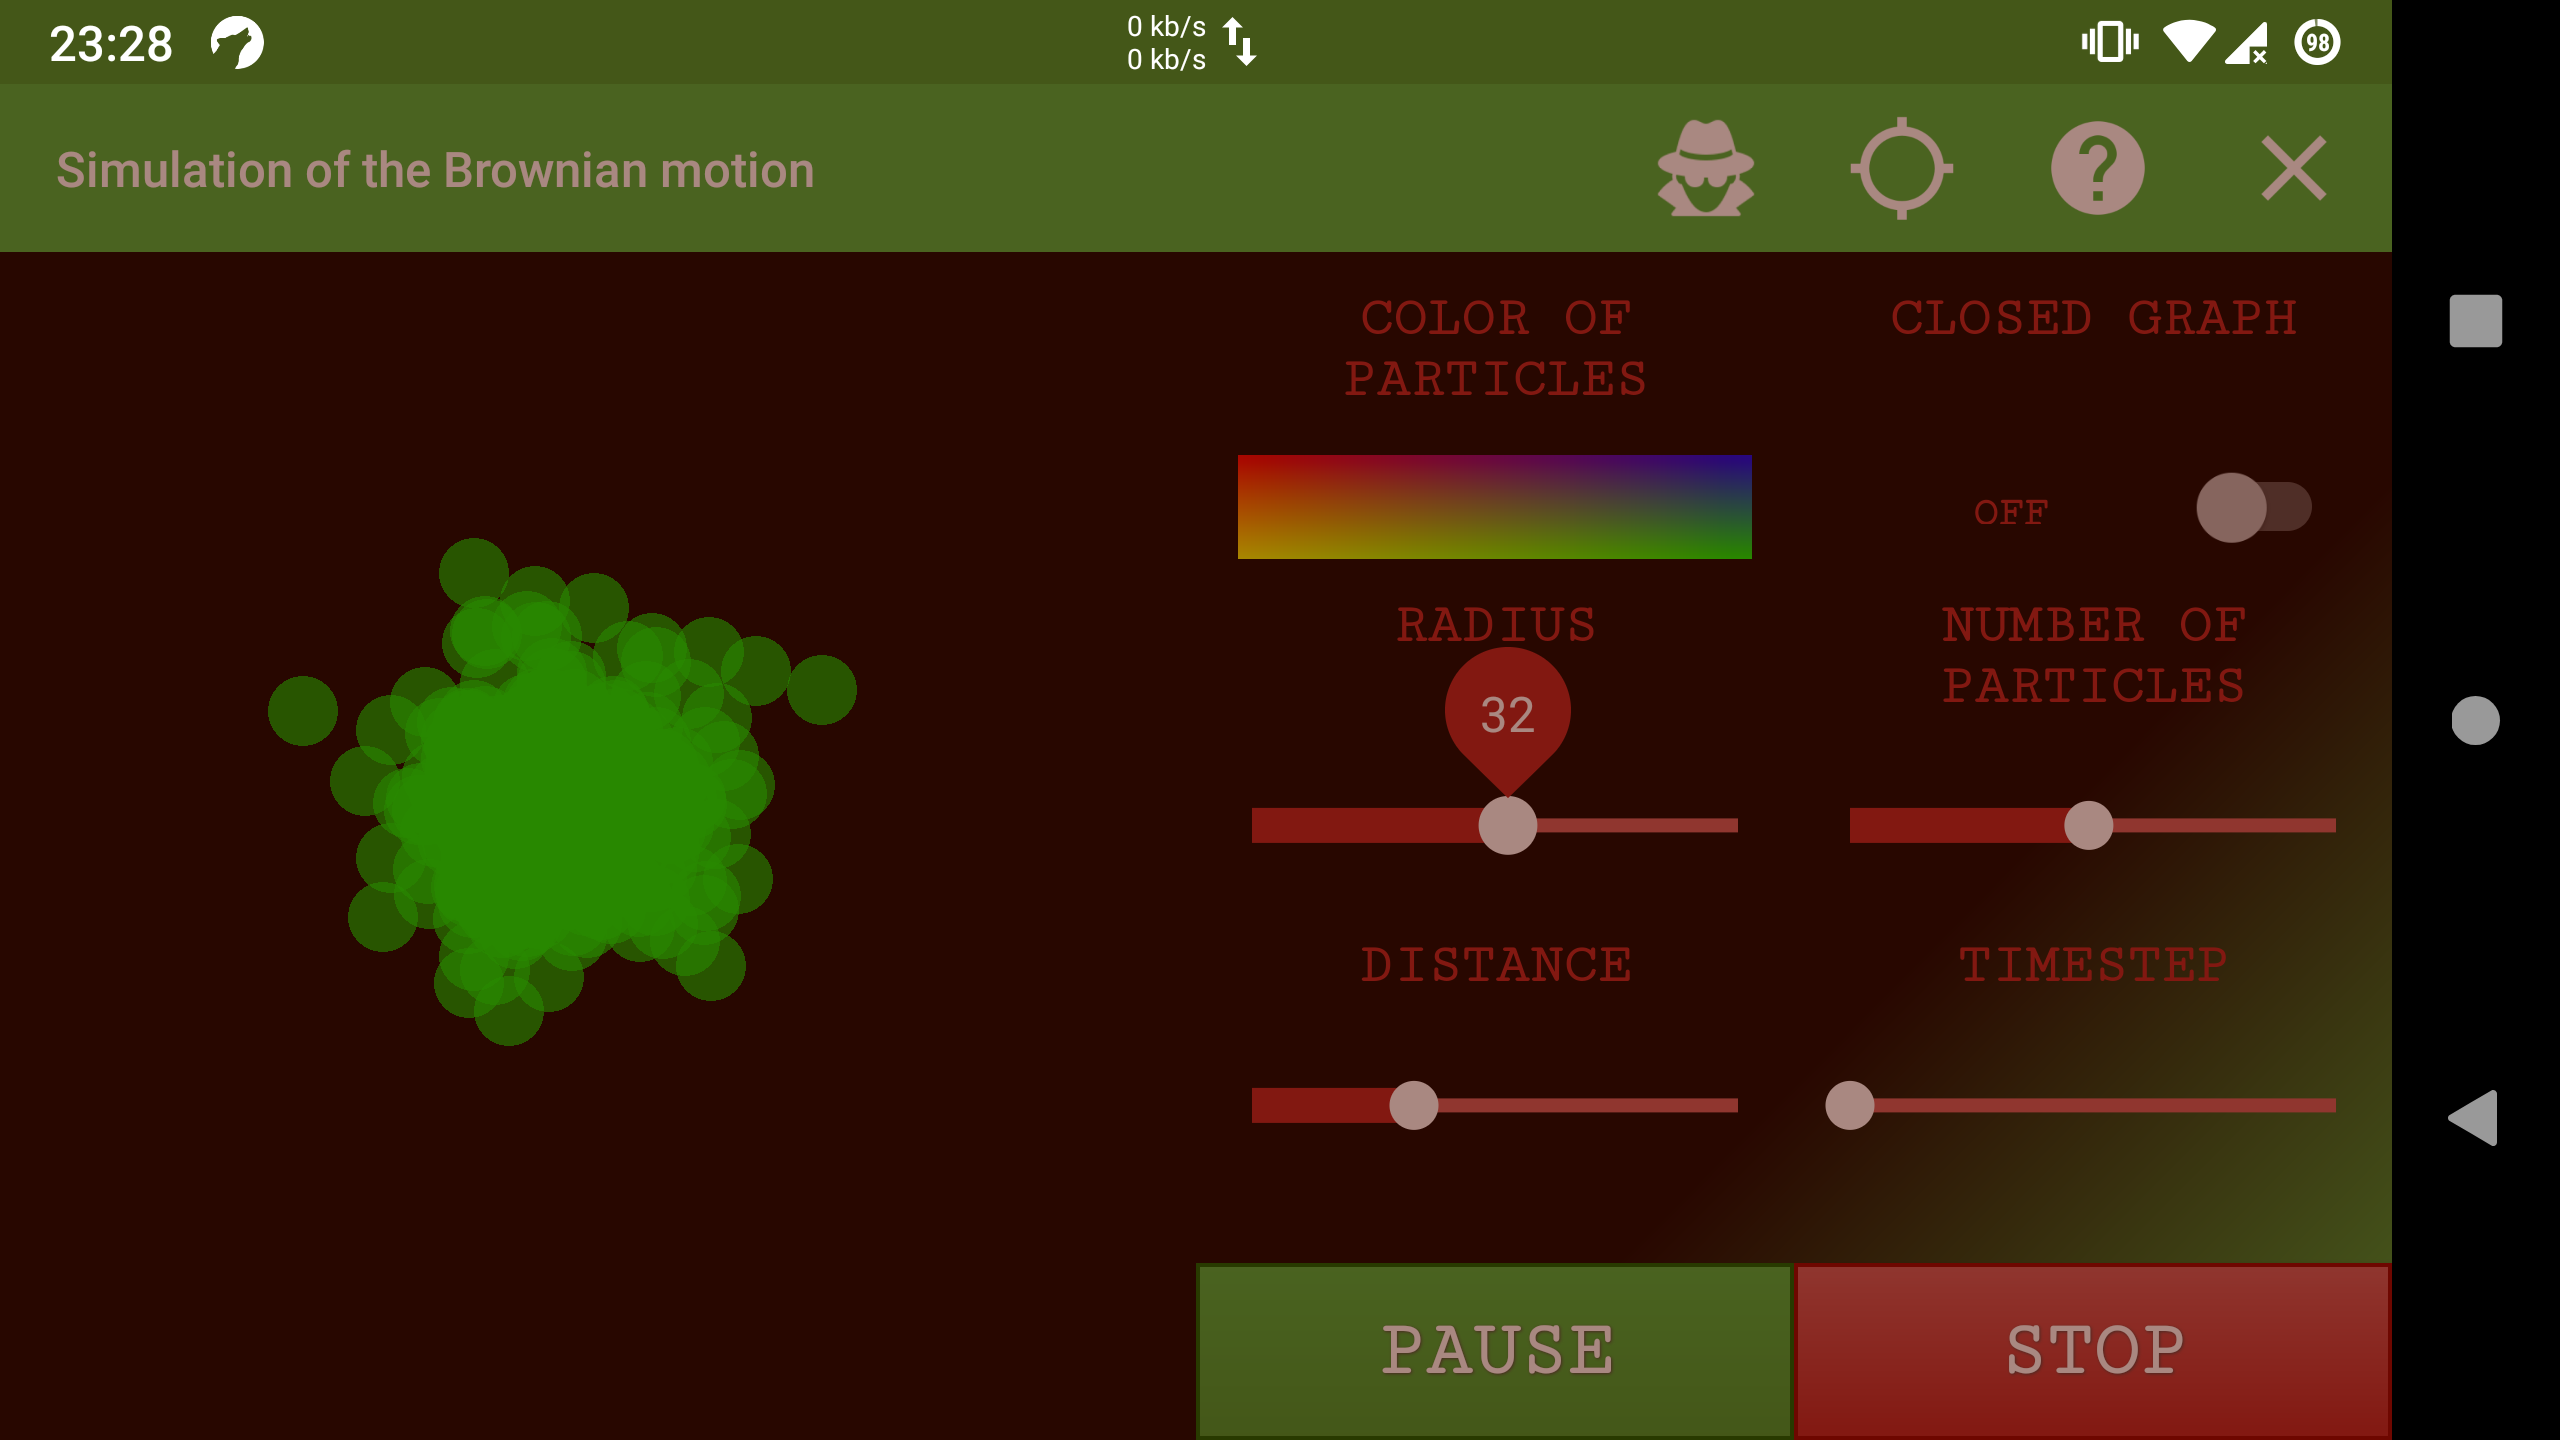 23:28
0 kb/s
0 kb/s
98
Simulation of the Brownian motion
COLOR OF
PARTICLES
CLOSED GRAPH
OFF
RADIUS
32
NUMBER OF
PARTICLES
DISTANCE
TIMESTEP
PAUSE
STOP